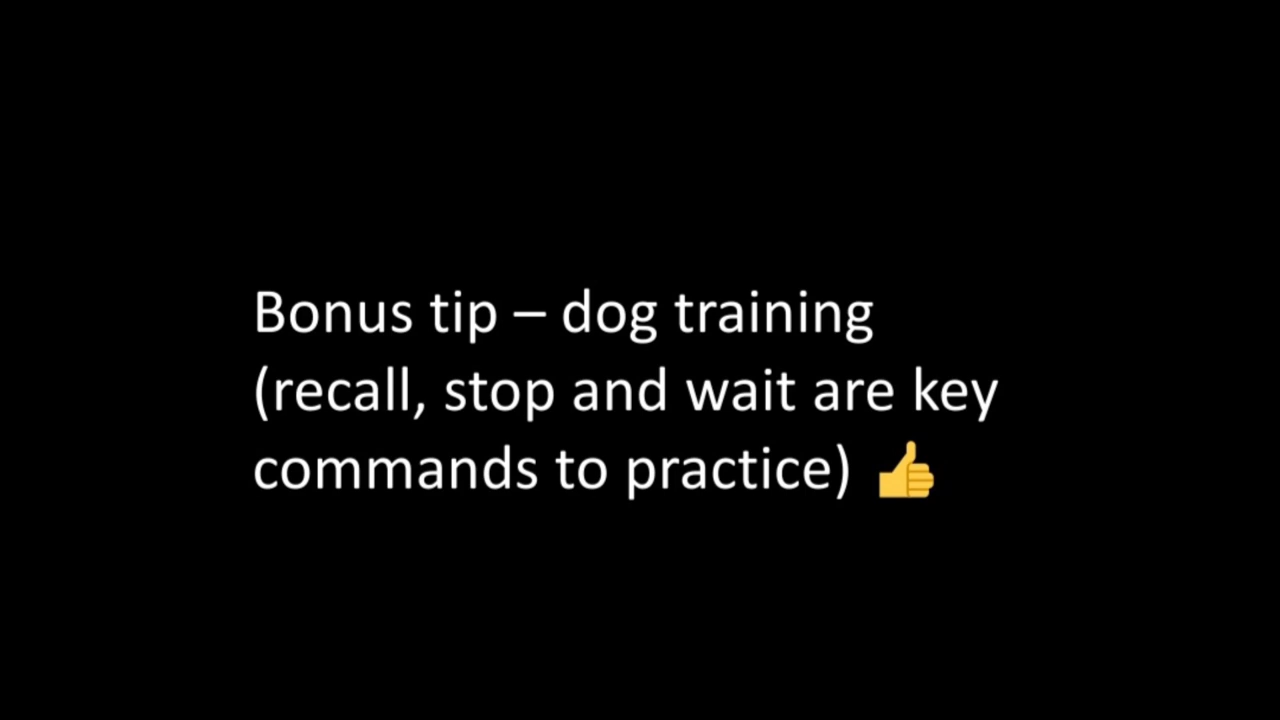 Bonus tip – dog training
(recall, stop and wait are key
commands to practice) 👍